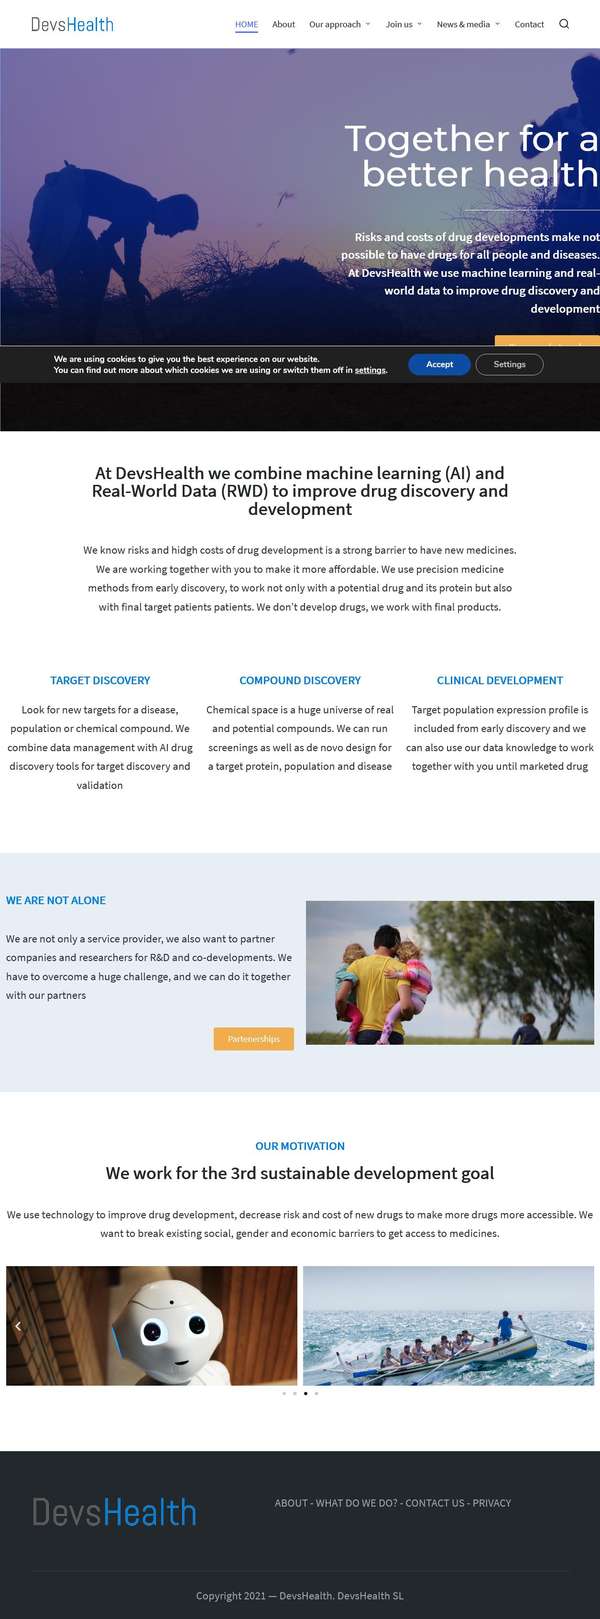 DevsHealth
HOME About Our approach Join us News & media Contact
Together for a
better health
Risks and costs of drug developments make not
possible to have drugs for all people and diseases.
At DevsHealth we use machine learning and real-
world data to improve drug discovery and
development
We are using cookies to give you the best experience on our website.
You can find out more about which cookies we are using or switch them off in settings.
Accept
Settings
At DevsHealth we combine machine learning (AI) and
Real-World Data (RWD) to improve drug discovery and
development
We know risks and hidgh costs of drug development is a strong barrier to have new medicines.
We are working together with you to make it more affordable. We use precision medicine
methods from early discovery, to work not only with a potential drug and its protein but also
with final target patients patients. We don't develop drugs, we work with final products.
TARGET DISCOVERY
Look for new targets for a disease,
population or chemical compound. We
combine data management with AI drug
discovery tools for target discovery and
validation
COMPOUND DISCOVERY
Chemical space is a huge universe of real
and potential compounds. We can run
screenings as well as de novo design for
a target protein, population and disease
CLINICAL DEVELOPMENT
Target population expression profile is
included from early discovery and we
can also use our data knowledge to work
together with you until marketed drug
WE ARE NOT ALONE
We are not only a service provider, we also want to partner
companies and researchers for R&D and co-developments. We
have to overcome a huge challenge, and we can do it together
with our partners
Partenerships
OUR MOTIVATION
We work for the 3rd sustainable development goal
We use technology to improve drug development, decrease risk and cost of new drugs to make more drugs more accessible. We
want to break existing social, gender and economic barriers to get access to medicines.
DevsHealth
ABOUT - WHAT DO WE DO? - CONTACT US - PRIVACY
Copyright 2021 — DevsHealth. DevsHealth SL